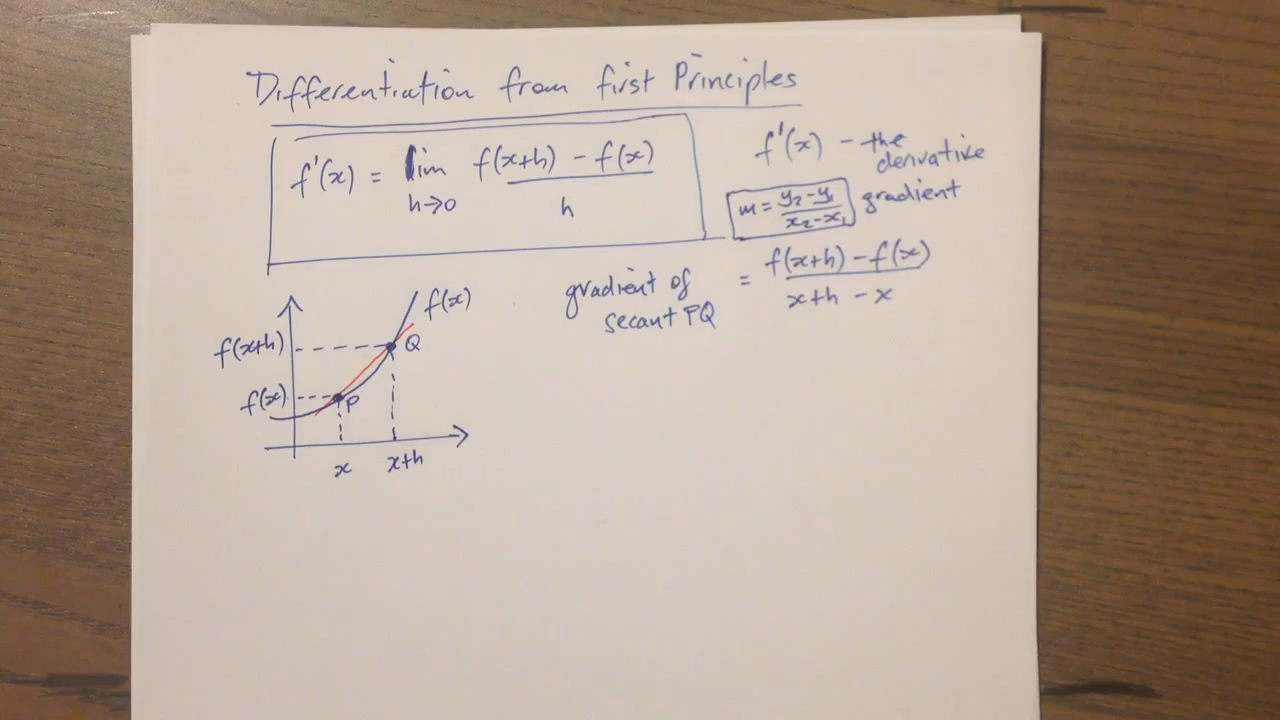 Differentiation from first Principles
f'(x) = lim h→0 f(x+h) - f(x) / h
f'(x) - the derivative
gradient
m = y₂-y₁ / x₂-x₁
gradient of secant PQ = f(x+h) - f(x) / x+h - x
f(x)
f(x+h)
Q
f(x)
P
x
x+h